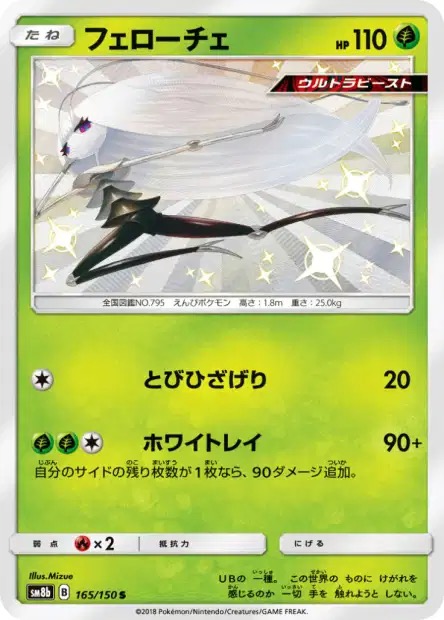 たね フェローチェ HP 110
ウルトラビースト
全国図鑑NO.795 えんびポケモン 高さ:1.8m 重さ:25.0kg
とびひざげり 20
ホワイトレイ 90+
自分のサイドの残り枚数が1枚なら、90ダメージ追加。
弱点 ×2 抵抗力 にげる
Illus.Mizue
SM8b B 165/150 S
UBの 一種。この世界の ものに けがれを
感じるのか 一切 手を 触れようと しない。
©2018 Pokémon/Nintendo/Creatures/GAME FREAK.